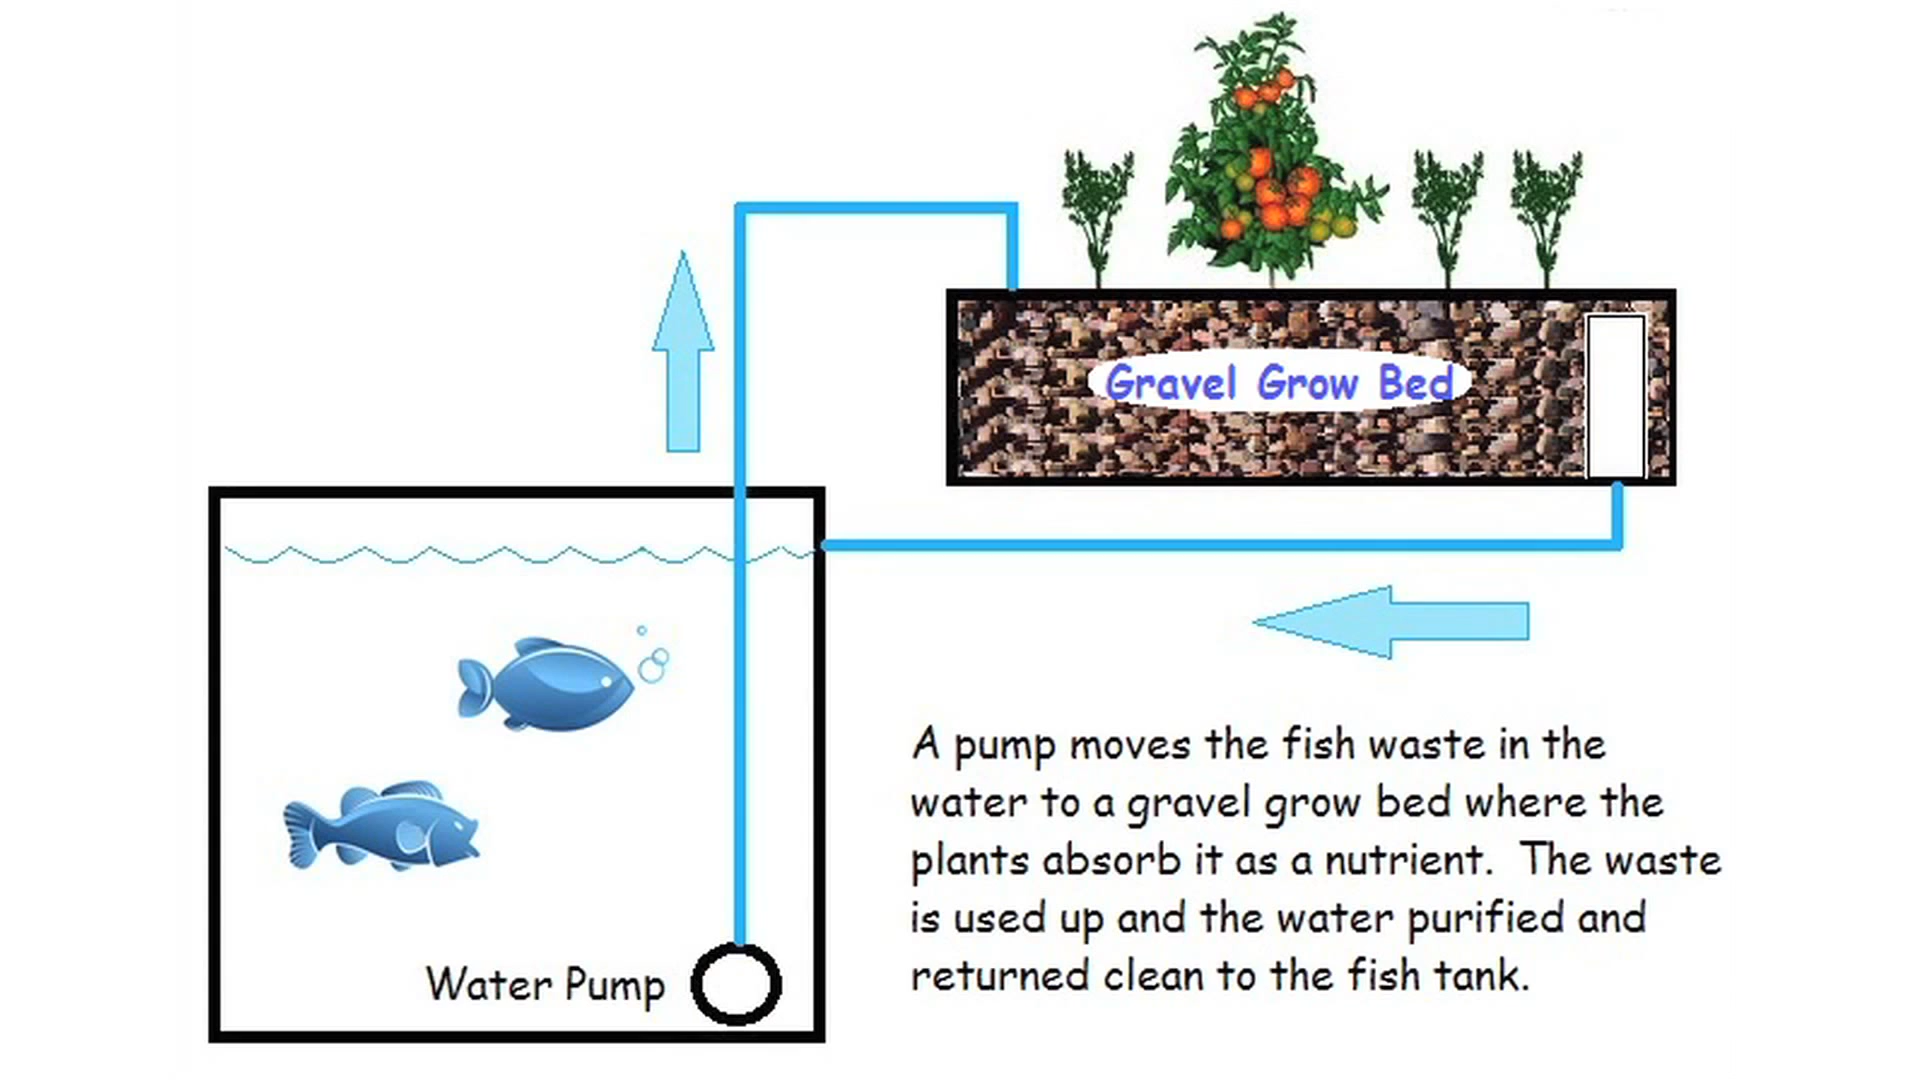 Gravel Grow Bed
A pump moves the fish waste in the
water to a gravel grow bed where the
plants absorb it as a nutrient.  The waste
is used up and the water purified and
returned clean to the fish tank.
Water Pump